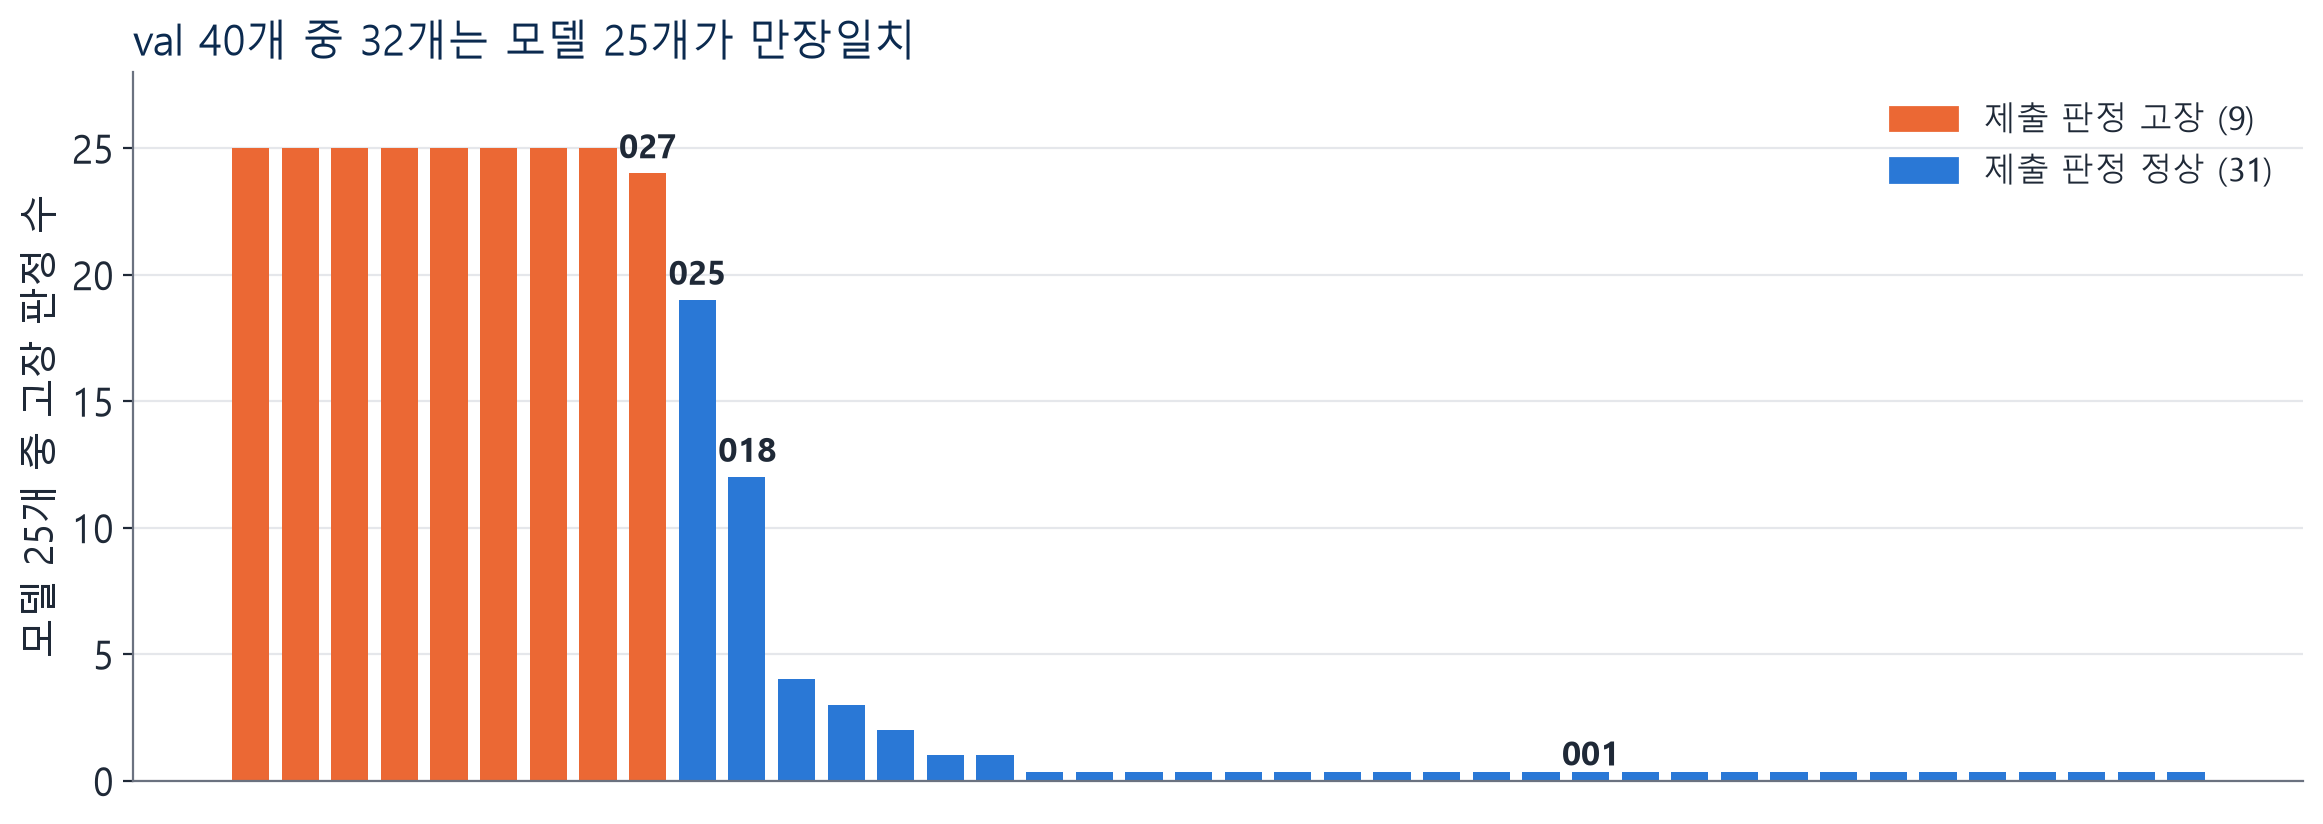 val 40개 중 32개는 모델 25개가 만장일치
제출 판정 고장 (9)
제출 판정 정상 (31)
모델 25개 중 고장 판정 수
25
20
15
10
5
0
027
025
018
001